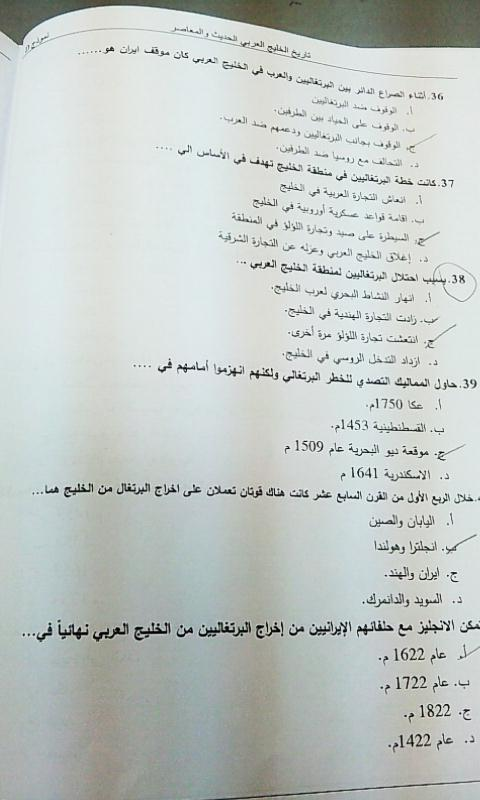 تاريخ الخليج العربي الحديث والمعاصر
36. أثناء الصراع الدائر بين البرتغاليين والعرب في الخليج العربي كان موقف ايران هو......
أ. الوقوف ضد البرتغاليين
ب. الوقوف على الحياد بين الطرفين.
ج. الوقوف بجانب البرتغاليين ودعمهم ضد العرب.
د. التحالف مع روسيا ضد الطرفين.
37. كانت خطة البرتغاليين في منطقة الخليج تهدف في الأساس الي ....
أ. انعاش التجارة العربية في الخليج
ب. اقامة قواعد عسكرية أوروبية في الخليج
ج. السيطرة على صيد وتجارة اللؤلؤ في المنطقة
د. إغلاق الخليج العربي وعزله عن التجارة الشرقية
38. بسبب احتلال البرتغاليين لمنطقة الخليج العربي ...
أ. انهار النشاط البحري لعرب الخليج.
ب. زادت التجارة الهندية في الخليج.
ج. انتعشت تجارة اللؤلؤ مرة أخرى.
د. ازداد التدخل الروسي في الخليج.
39. حاول المماليك التصدي للخطر البرتغالي ولكنهم انهزموا أمامهم في ....
أ. عكا 1750م.
ب. القسطنطينية 1453م.
ج. موقعة ديو البحرية عام 1509 م
د. الاسكندرية 1641 م
خلال الربع الأول من القرن السابع عشر كانت هناك قوتان تعملان على اخراج البرتغال من الخليج هما...
أ. اليابان والصين
ب. انجلترا وهولندا
ج. ايران والهند.
د. السويد والدانمرك.
الانجليز مع حلفائهم الإيرانيين من إخراج البرتغاليين من الخليج العربي نهائياً في...
أ. عام 1622 م.
ب. عام 1722 م.
ج. 1822 م.
د. عام 1422م.